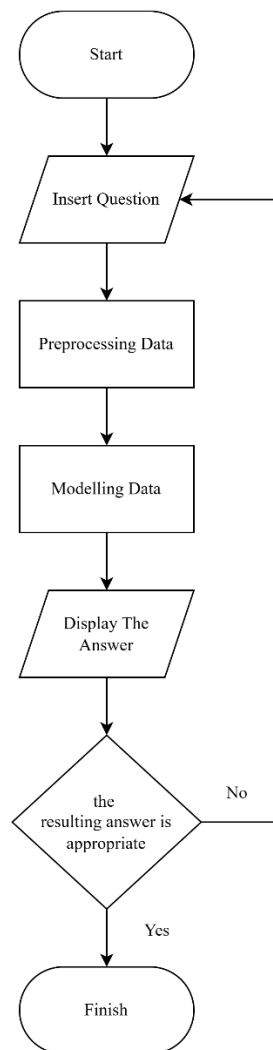 Start
Insert Question
Preprocessing Data
Modelling Data
Display The
Answer
the
resulting answer is
appropriate
No
Yes
Finish